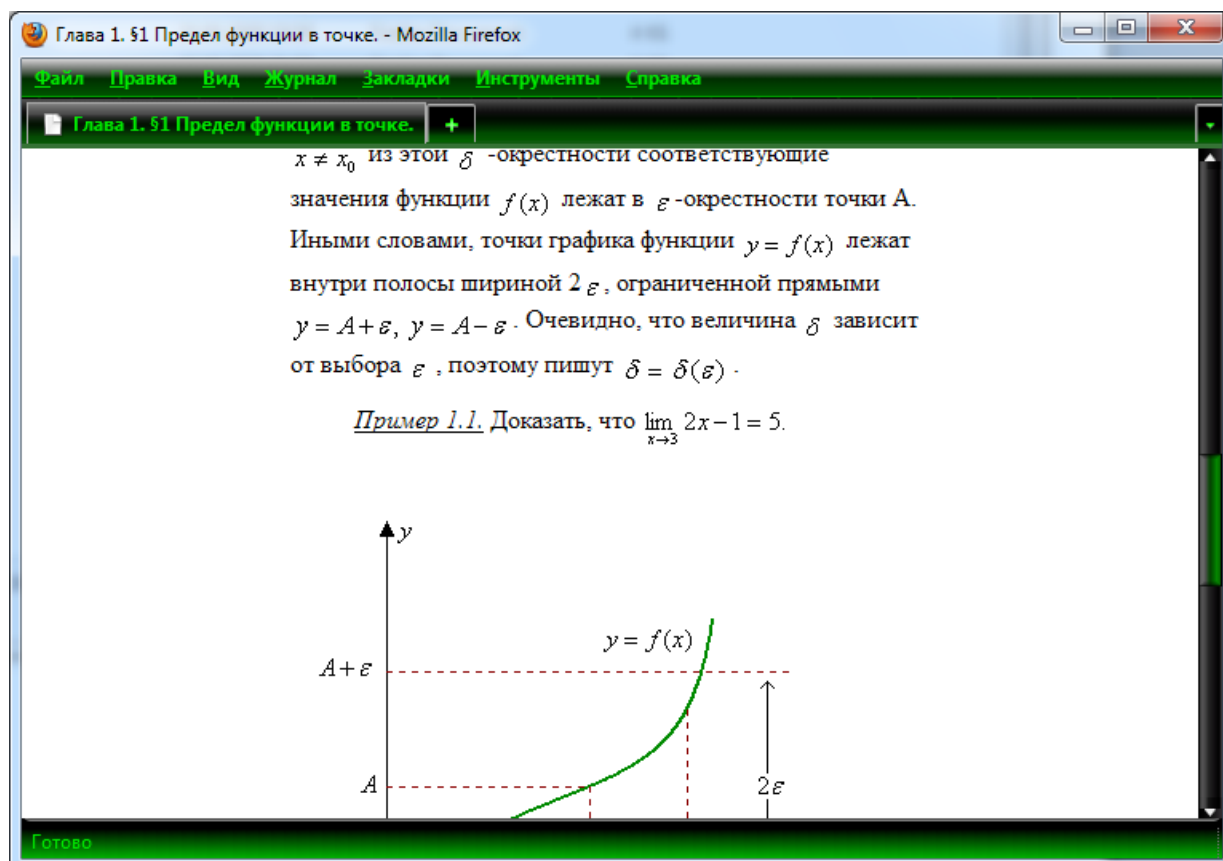 Глава 1. §1 Предел функции в точке. - Mozilla Firefox
Файл Правка Вид Журнал Закладки Инструменты Справка
Глава 1. §1 Предел функции в точке. +
x ≠ x₀ из этой δ -окрестности соответствующие
значения функции f(x) лежат в ε-окрестности точки А.
Иными словами, точки графика функции y = f(x) лежат
внутри полосы шириной 2 ε, ограниченной прямыми
y = A+ε, y = A−ε. Очевидно, что величина δ зависит
от выбора ε , поэтому пишут δ = δ(ε) .
Пример 1.1. Доказать, что lim 2x−1 = 5.
x→3
y
y = f(x)
A+ε
A
2ε
Готово